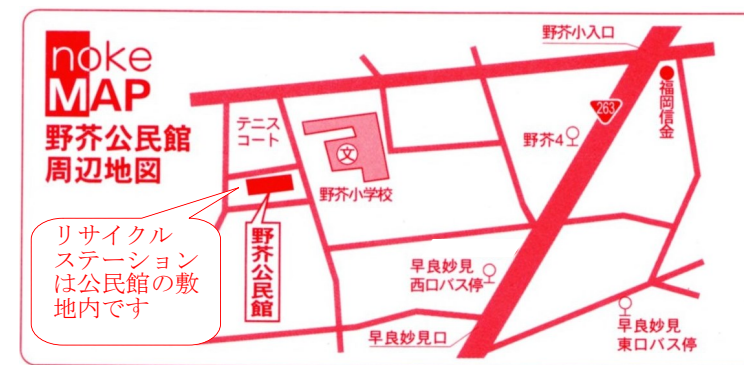 noke
MAP
野芥公民館
周辺地図
リサイクル
ステーション
は公民館の敷
地内です
テニス
コート
文
野芥小学校
野芥公民館
野芥小入口
263
福岡信金
野芥4
早良妙見
西口バス停
早良妙見口
早良妙見
東口バス停